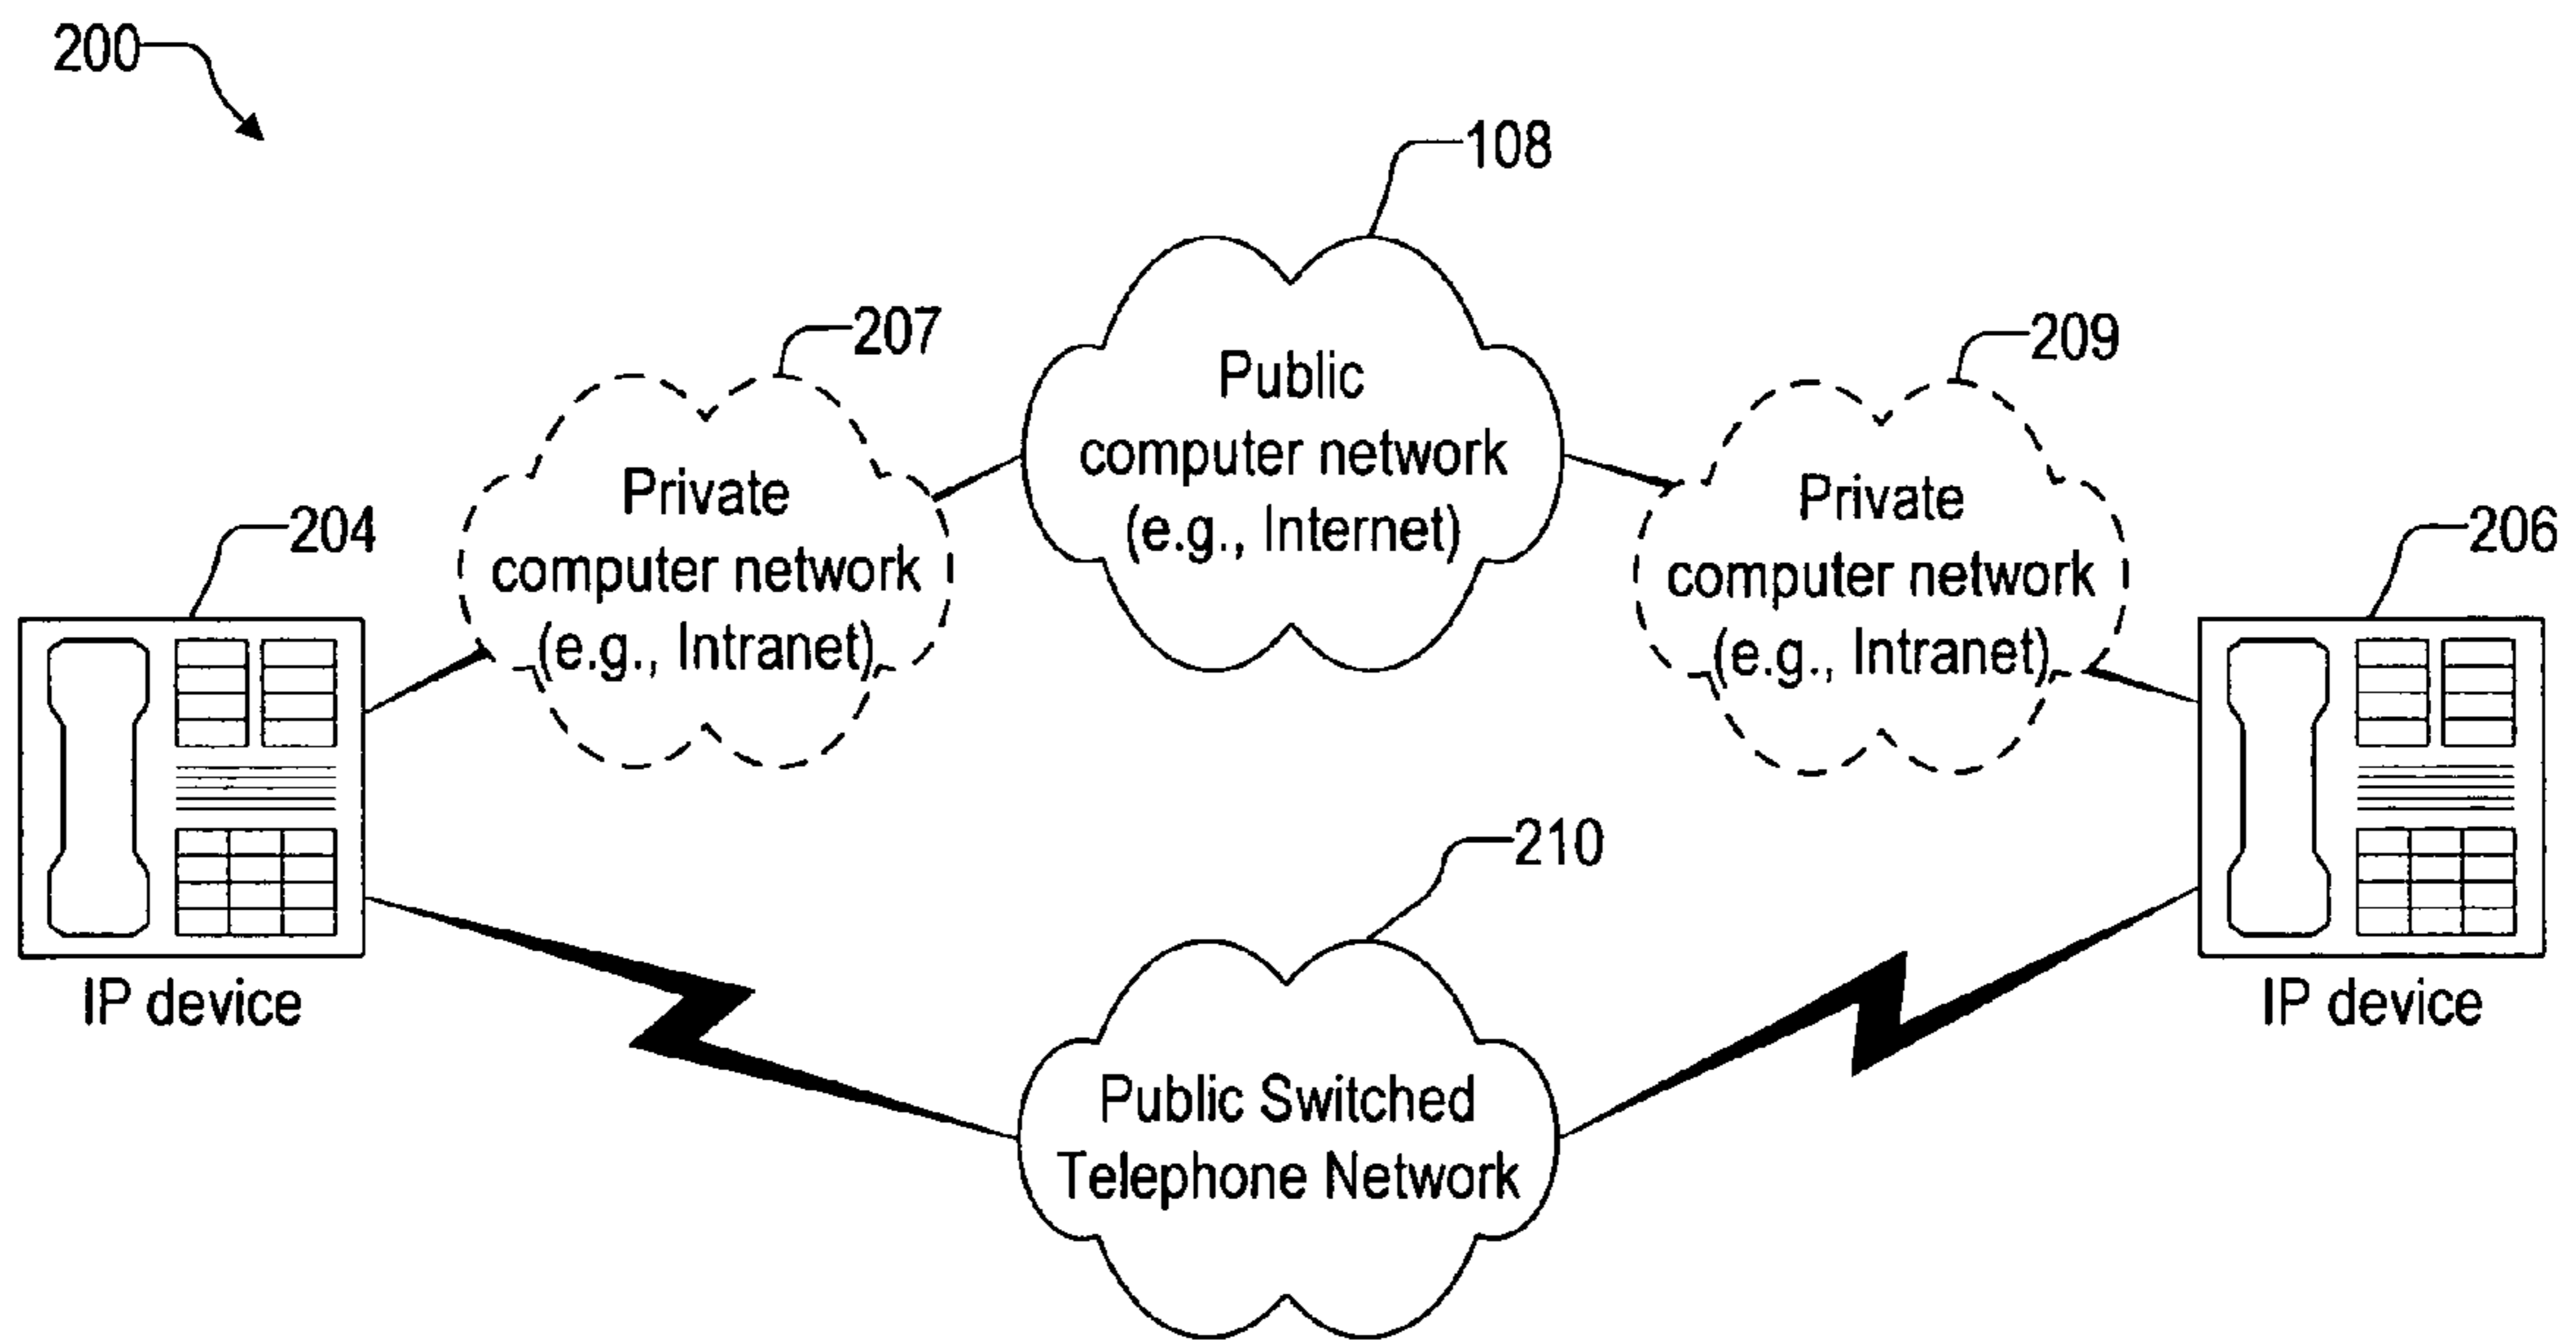 200
108
207
209
Public
computer network
(e.g., Internet)
Private
computer network
(e.g., Intranet)
Private
computer network
(e.g., Intranet)
204
206
210
IP device
IP device
Public Switched
Telephone Network